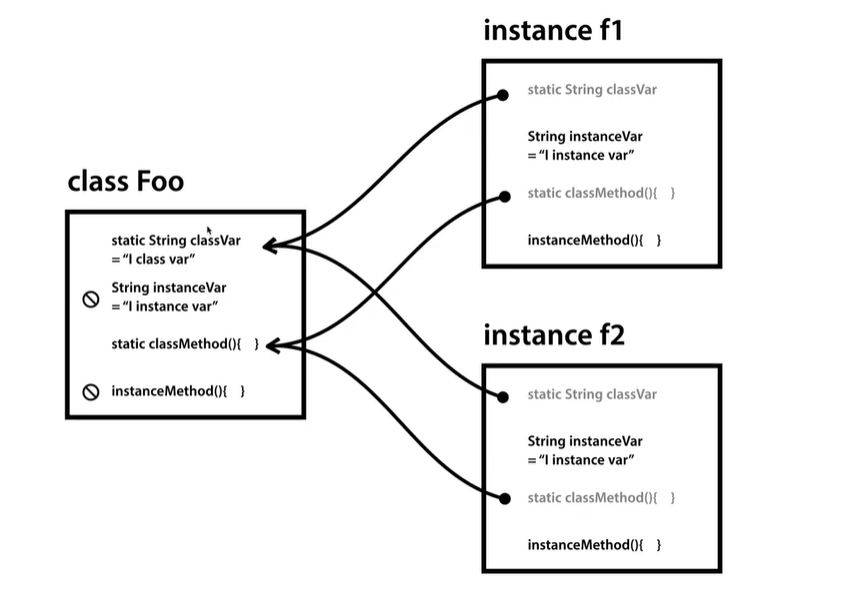 class Foo
static String classVar
= “I class var”
String instanceVar
= “I instance var”
static classMethod(){   }
instanceMethod(){   }
instance f1
static String classVar
String instanceVar
= “I instance var”
static classMethod(){   }
instanceMethod(){   }
instance f2
static String classVar
String instanceVar
= “I instance var”
static classMethod(){   }
instanceMethod(){   }